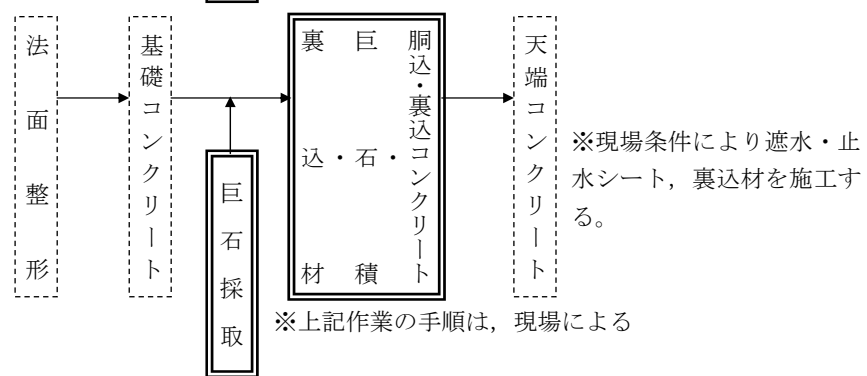 法面整形
基礎コンクリート
巨石採取
胴込・裏込コンクリート
・巨石積
・裏込材
天端コンクリート
※現場条件により遮水・止
水シート，裏込材を施工す
る。
※上記作業の手順は，現場による